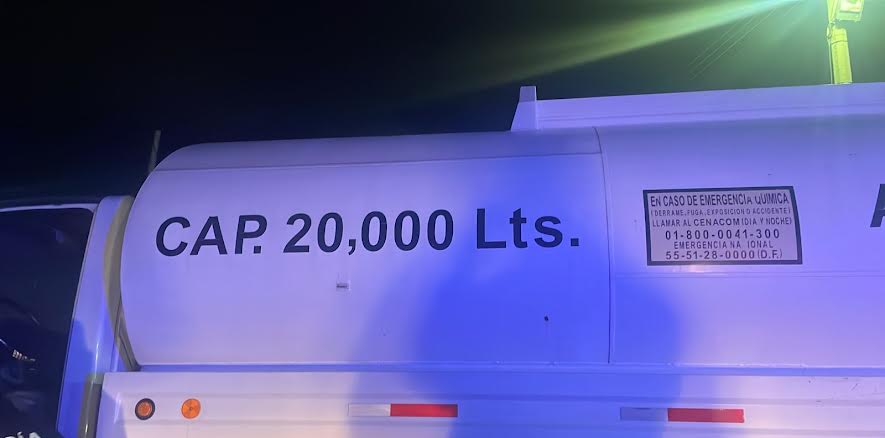 CAP. 20,000 Lts.
EN CASO DE EMERGENCIA QUIMICA
(DERRAME, FUGA, EXPOSICION O ACCIDENTE)
LLAMAR AL CENACOM (DIA Y NOCHE)
01-800-0041-300
EMERGENCIA NA IONAL
55-51-28-0000 (D.F.)